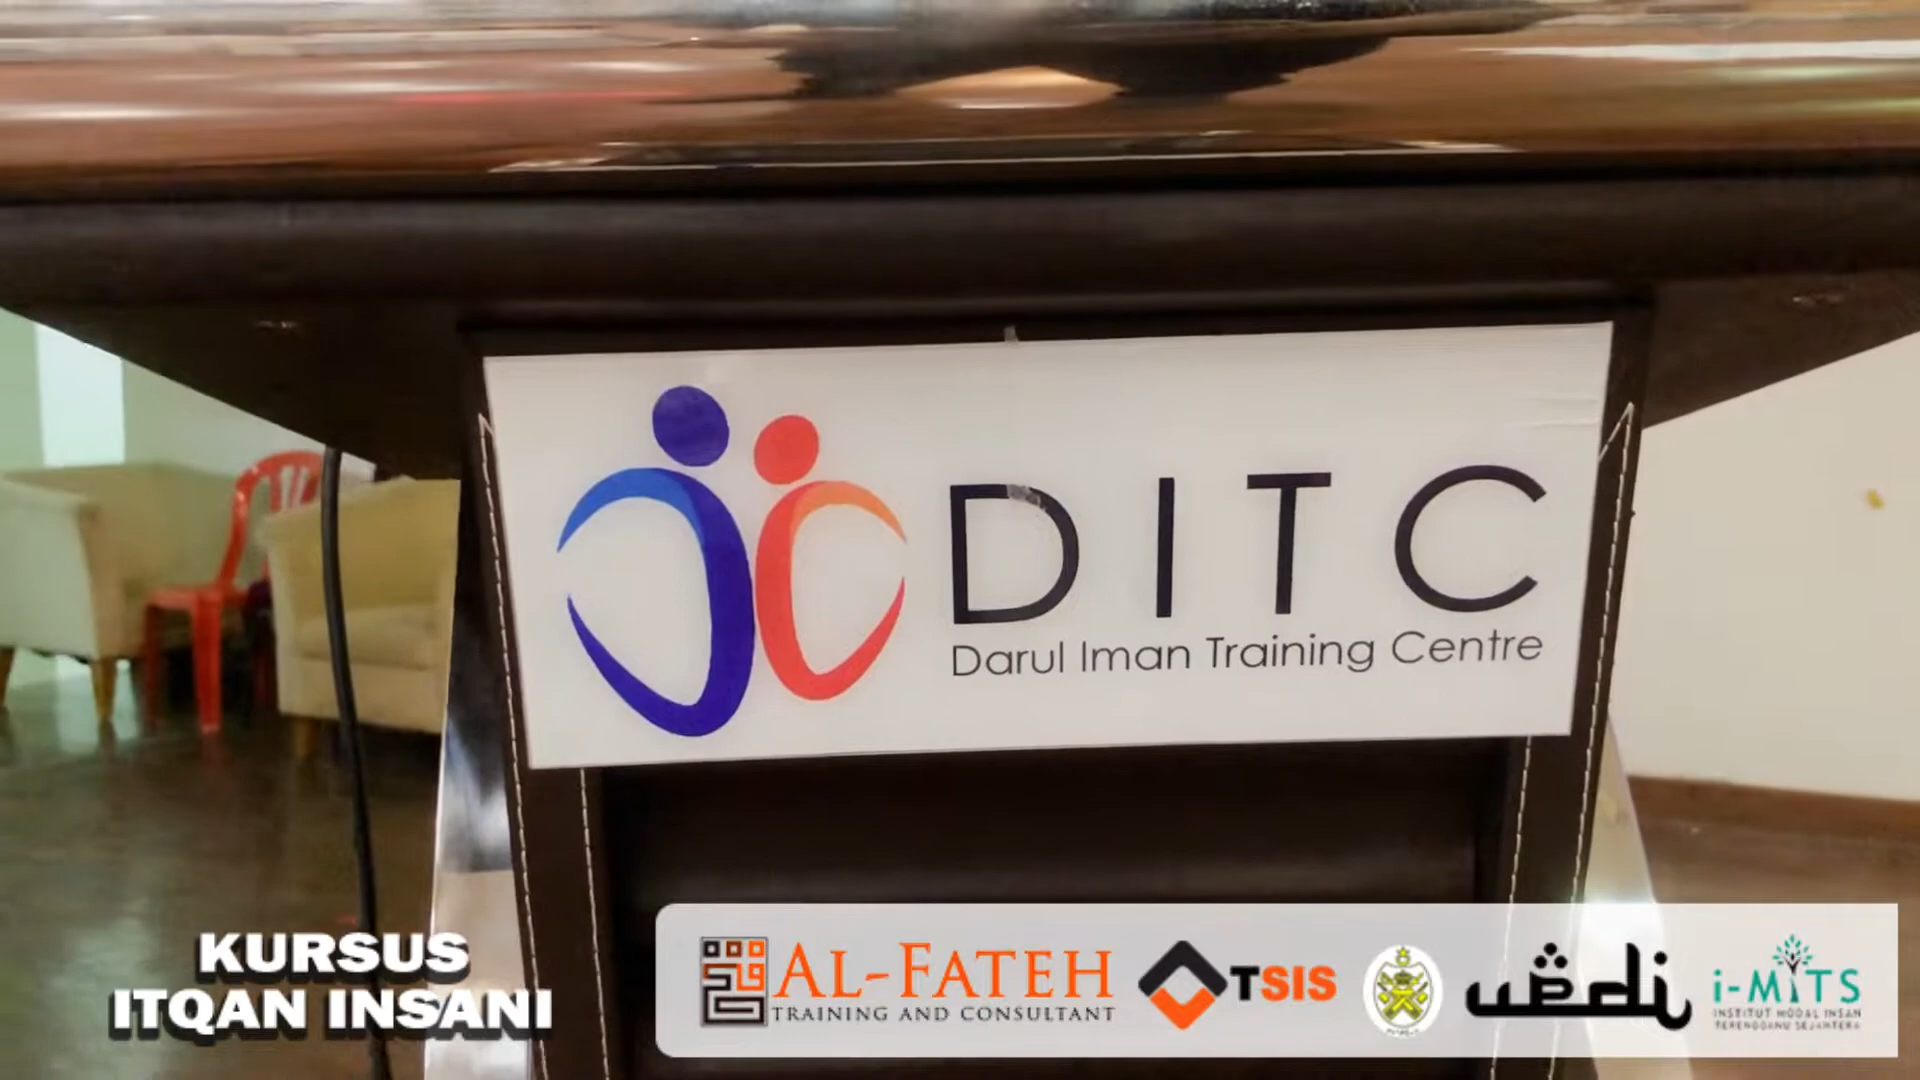 DITC
Darul Iman Training Centre
KURSUS
ITQAN INSANI
AL-FATEH
TRAINING AND CONSULTANT
TSIS
uedi
i-MiTS
INSTITUT MODAL INSAN
TERENGGANU SEJAHTERA